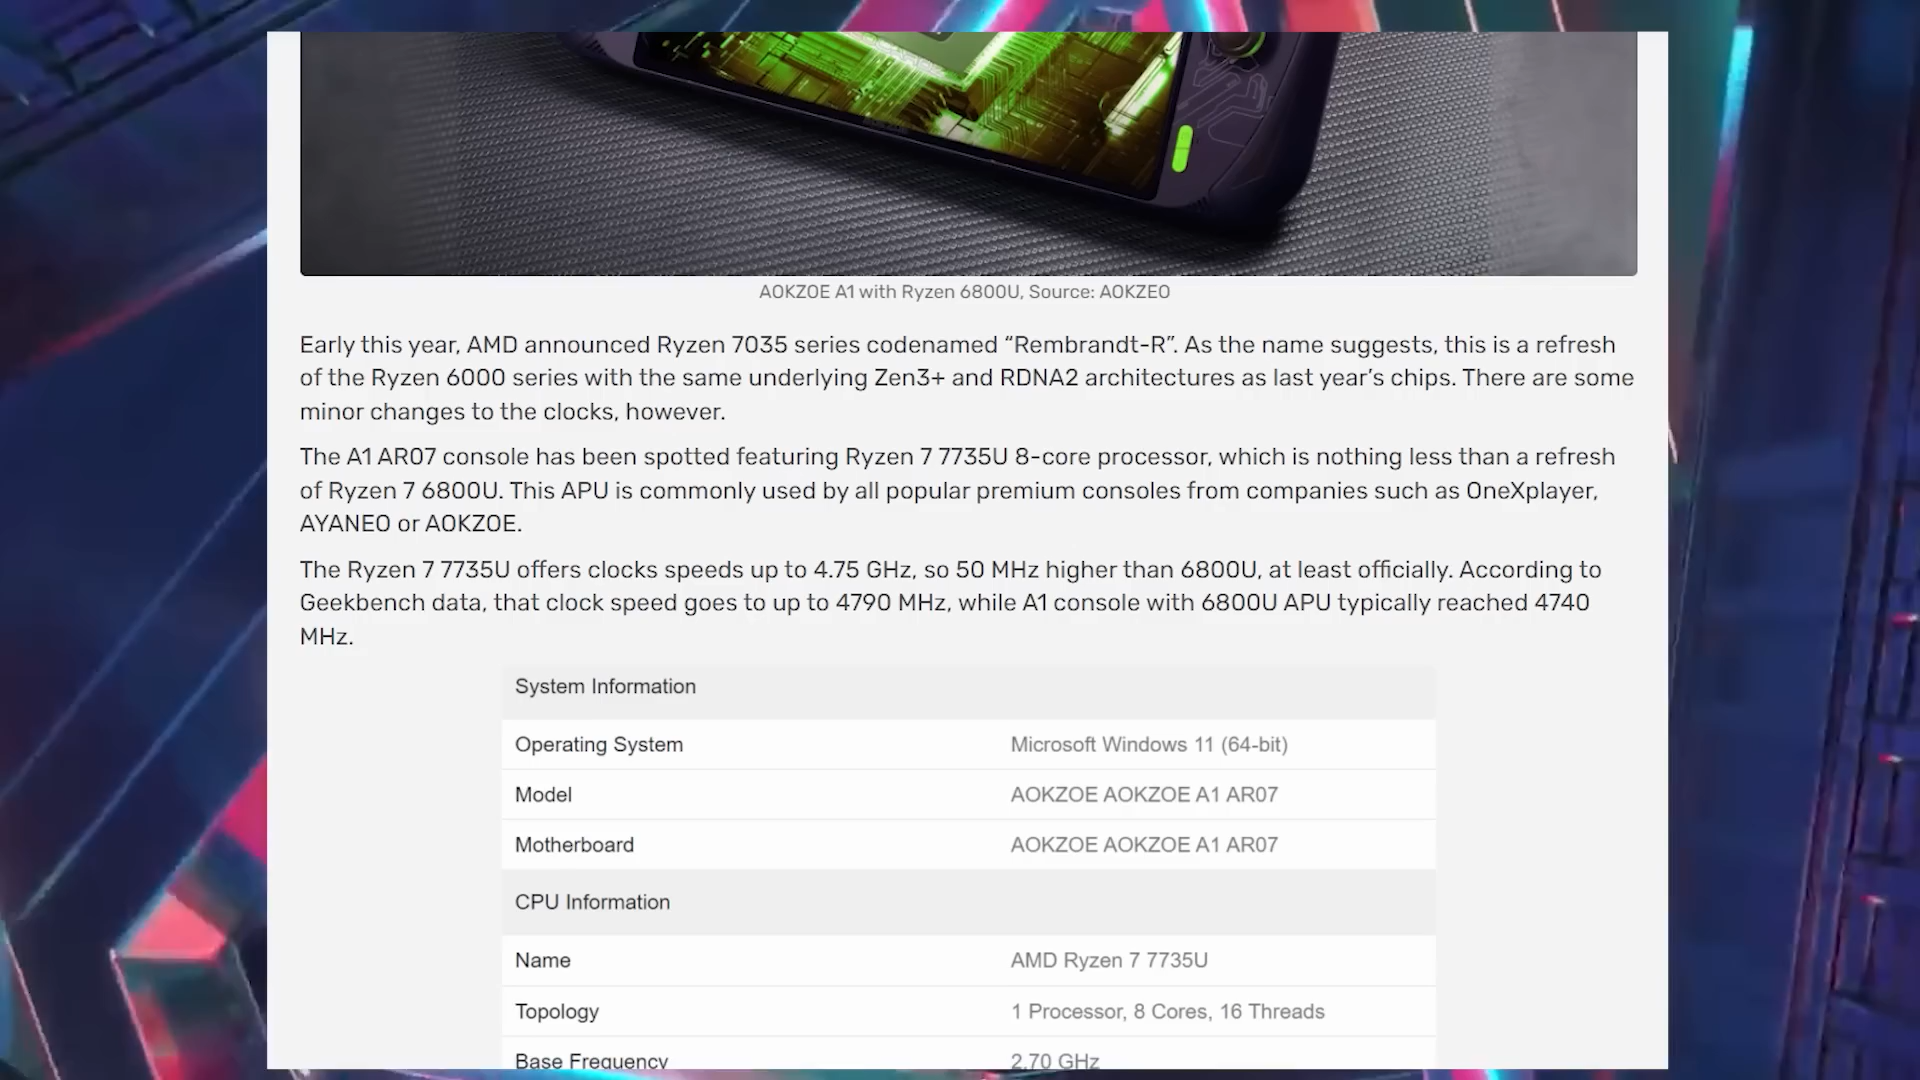 AOKZOE A1 with Ryzen 6800U, Source: AOKZEO
Early this year, AMD announced Ryzen 7035 series codenamed “Rembrandt-R”. As the name suggests, this is a refresh
of the Ryzen 6000 series with the same underlying Zen3+ and RDNA2 architectures as last year’s chips. There are some
minor changes to the clocks, however.
The A1 AR07 console has been spotted featuring Ryzen 7 7735U 8-core processor, which is nothing less than a refresh
of Ryzen 7 6800U. This APU is commonly used by all popular premium consoles from companies such as OneXplayer,
AYANEO or AOKZOE.
The Ryzen 7 7735U offers clocks speeds up to 4.75 GHz, so 50 MHz higher than 6800U, at least officially. According to
Geekbench data, that clock speed goes to up to 4790 MHz, while A1 console with 6800U APU typically reached 4740
MHz.
System Information
Operating System Microsoft Windows 11 (64-bit)
Model AOKZOE AOKZOE A1 AR07
Motherboard AOKZOE AOKZOE A1 AR07
CPU Information
Name AMD Ryzen 7 7735U
Topology 1 Processor, 8 Cores, 16 Threads
Base Frequency 2.70 GHz